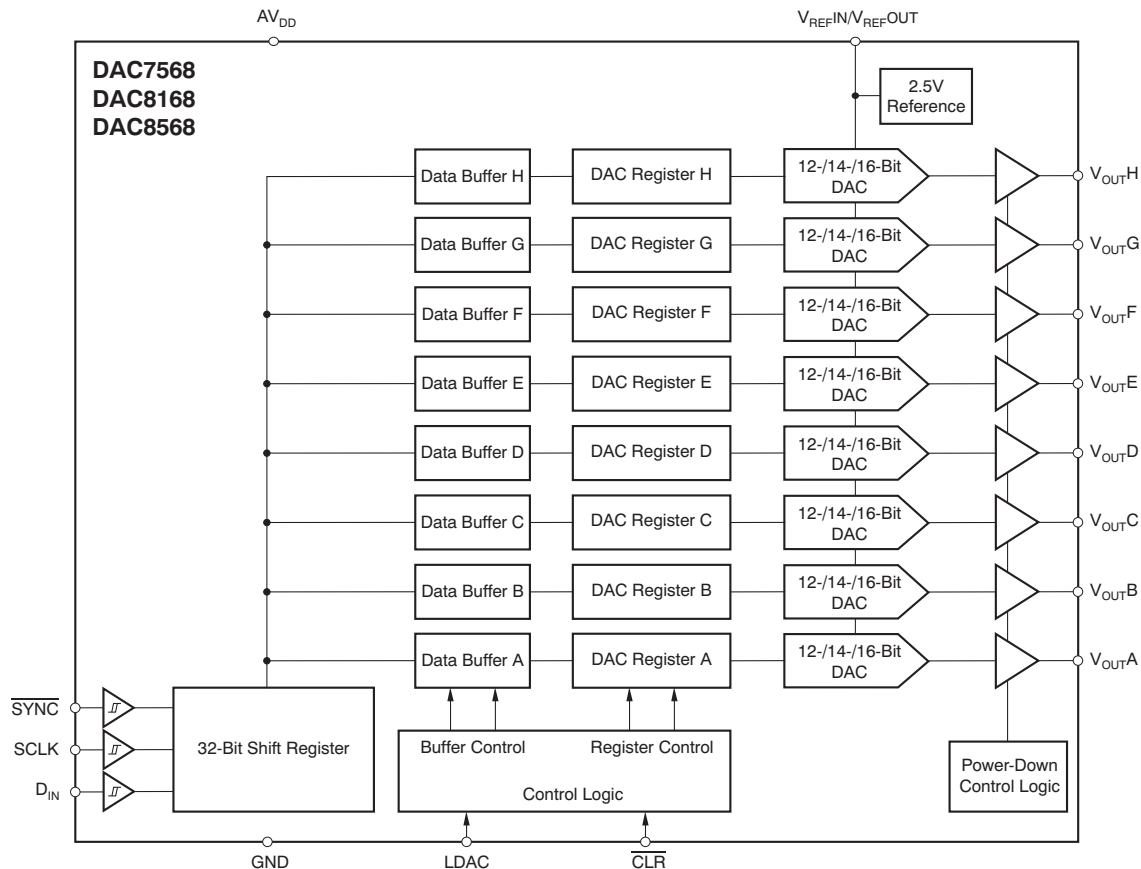 AVDD
VREFIN/VREFOUT
DAC7568
DAC8168
DAC8568
2.5V
Reference
Data Buffer H
DAC Register H
12-/14-/16-Bit
DAC
VOUTH
Data Buffer G
DAC Register G
12-/14-/16-Bit
DAC
VOUTG
Data Buffer F
DAC Register F
12-/14-/16-Bit
DAC
VOUTF
Data Buffer E
DAC Register E
12-/14-/16-Bit
DAC
VOUTE
Data Buffer D
DAC Register D
12-/14-/16-Bit
DAC
VOUTD
Data Buffer C
DAC Register C
12-/14-/16-Bit
DAC
VOUTC
Data Buffer B
DAC Register B
12-/14-/16-Bit
DAC
VOUTB
Data Buffer A
DAC Register A
12-/14-/16-Bit
DAC
VOUTA
SYNC
SCLK
DIN
32-Bit Shift Register
Buffer Control
Register Control
Control Logic
Power-Down
Control Logic
GND
LDAC
CLR